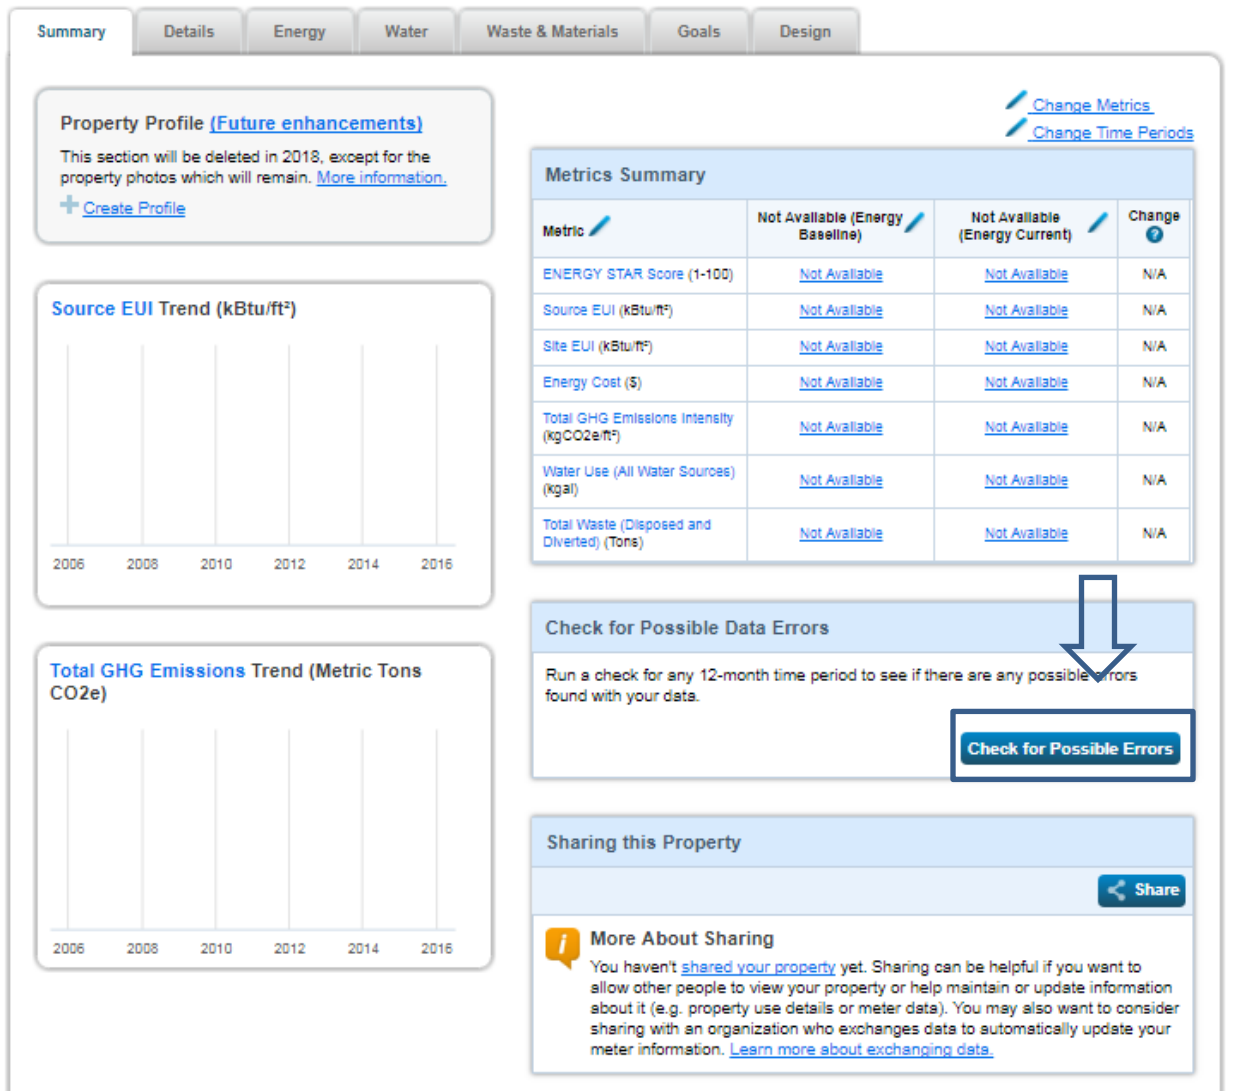 Summary
Details
Energy
Water
Waste & Materials
Goals
Design
Property Profile (Future enhancements)
This section will be deleted in 2018, except for the
property photos which will remain. More information.
Create Profile
Source EUI Trend (kBtu/ft²)
2006 2008 2010 2012 2014 2016
Total GHG Emissions Trend (Metric Tons
CO2e)
2006 2008 2010 2012 2014 2016
Change Metrics
Change Time Periods
Metrics Summary
Metric
Not Available (Energy
Baseline)
Not Available
(Energy Current)
Change
?
ENERGY STAR Score (1-100) Not Available Not Available N/A
Source EUI (kBtu/ft²) Not Available Not Available N/A
Site EUI (kBtu/ft²) Not Available Not Available N/A
Energy Cost ($) Not Available Not Available N/A
Total GHG Emissions Intensity
(kgCO2e/ft²) Not Available Not Available N/A
Water Use (All Water Sources)
(kgal) Not Available Not Available N/A
Total Waste (Disposed and
Diverted) (Tons) Not Available Not Available N/A
Check for Possible Data Errors
Run a check for any 12-month time period to see if there are any possible errors
found with your data.
Check for Possible Errors
Sharing this Property
Share
i
More About Sharing
You haven't shared your property yet. Sharing can be helpful if you want to
allow other people to view your property or help maintain or update information
about it (e.g. property use details or meter data). You may also want to consider
sharing with an organization who exchanges data to automatically update your
meter information. Learn more about exchanging data.